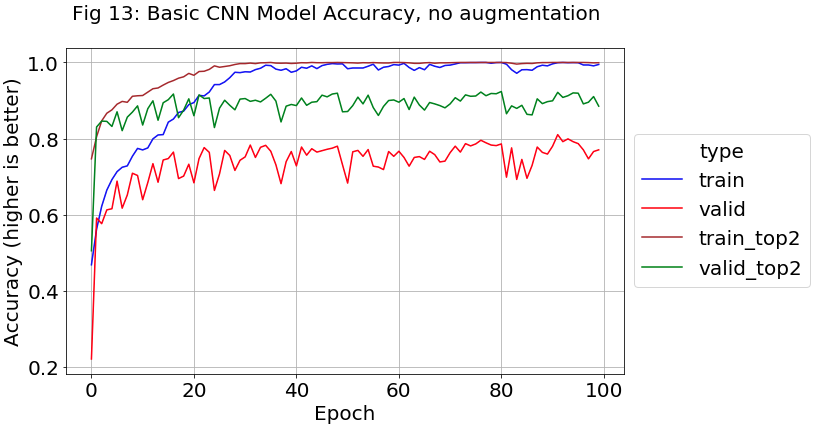 Fig 13: Basic CNN Model Accuracy, no augmentation
Accuracy (higher is better)
1.0
0.8
0.6
0.4
0.2
0 20 40 60 80 100
Epoch
type
train
valid
train_top2
valid_top2